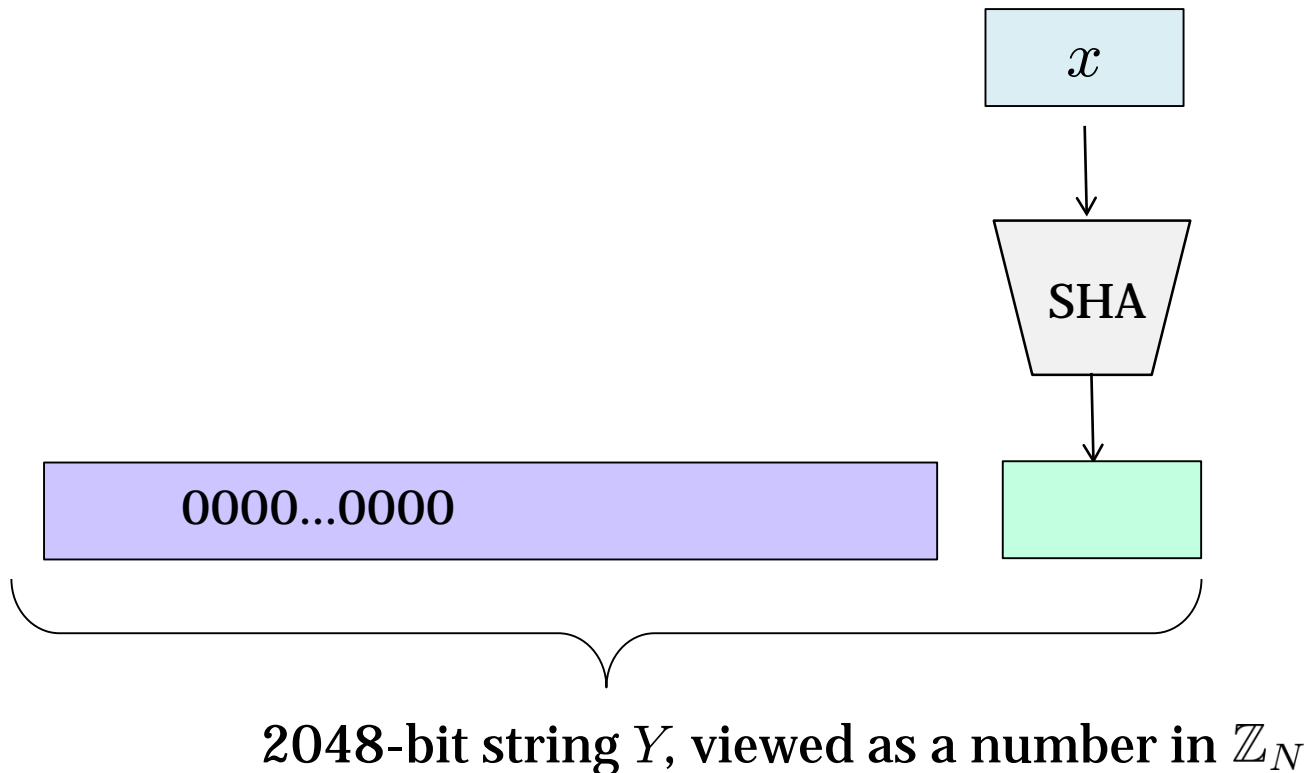 x
SHA
0000...0000
2048-bit string Y, viewed as a number in ℤ_N